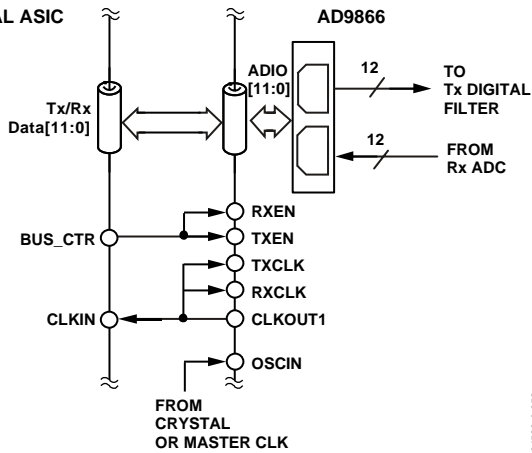 AL ASIC
AD9866
ADIO
[11:0]
12
TO
Tx DIGITAL
FILTER
Tx/Rx
Data[11:0]
12
FROM
Rx ADC
RXEN
BUS_CTR
TXEN
TXCLK
RXCLK
CLKIN
CLKOUT1
OSCIN
FROM
CRYSTAL
OR MASTER CLK